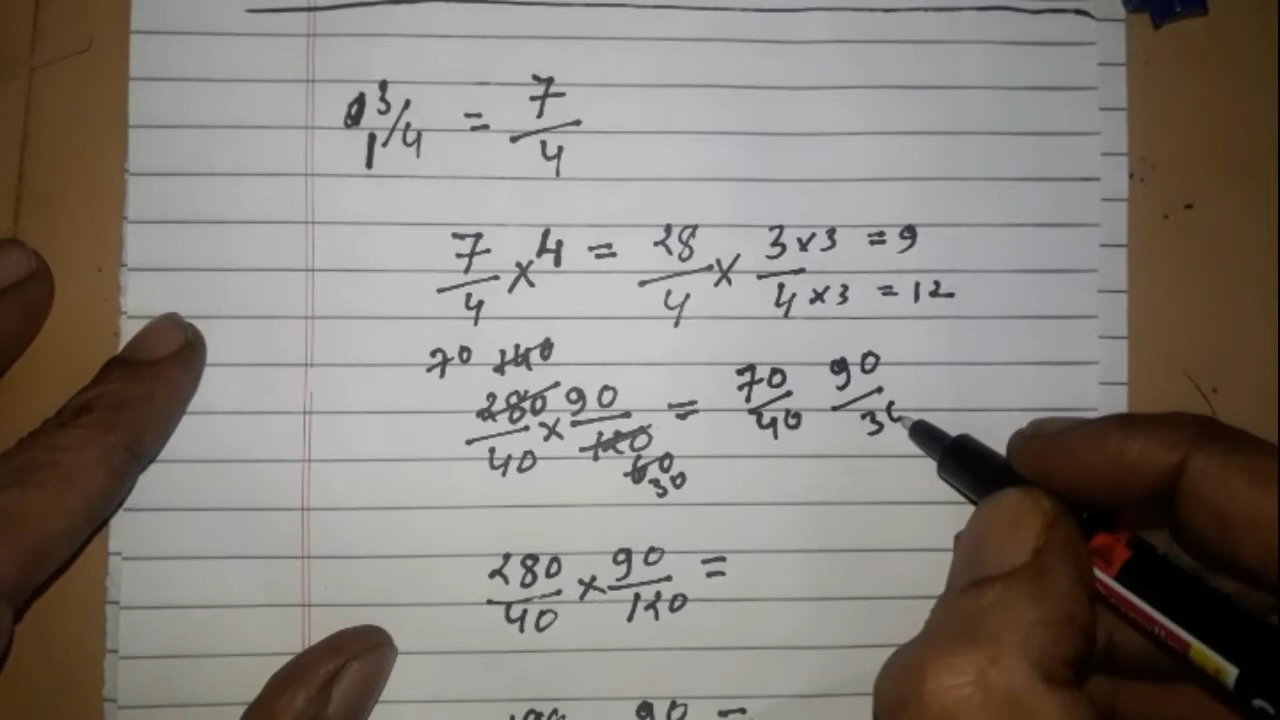 1 3/4 = 7/4
7/4 × 4 = 28/4 × 3×3 = 9 / 4×3 = 12
70 140
280/40 × 90/120 = 70/40 90/30
60
30
280/40 × 90/120 =
90 =